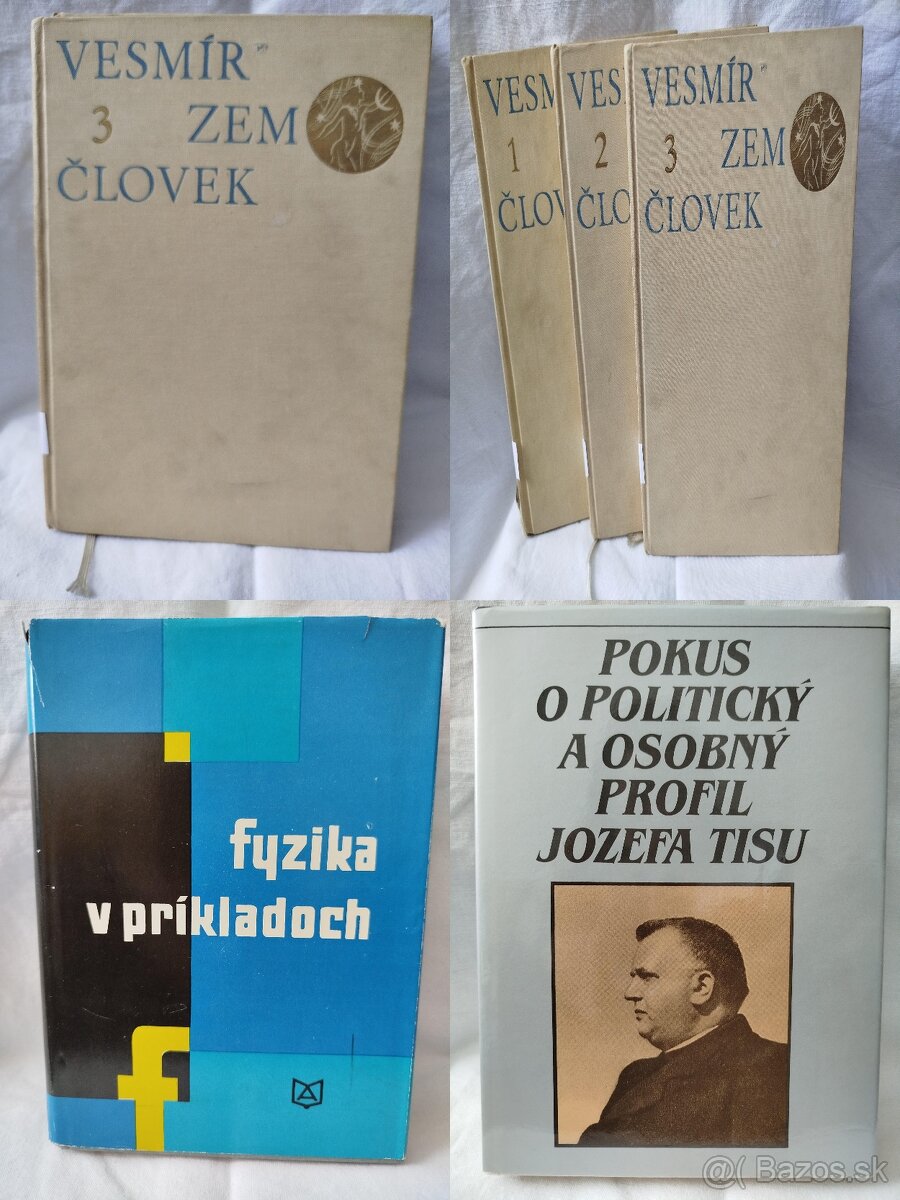 VESMÍR
3 ZEM
ČLOVEK
VESM
1
ČLOV
VES
2
ČLO
VESMÍR
3 ZEM
ČLOVEK
fyzika
v príkladoch
f
A
POKUS
O POLITICKÝ
A OSOBNÝ
PROFIL
JOZEFA TISU
@( Bazos.sk